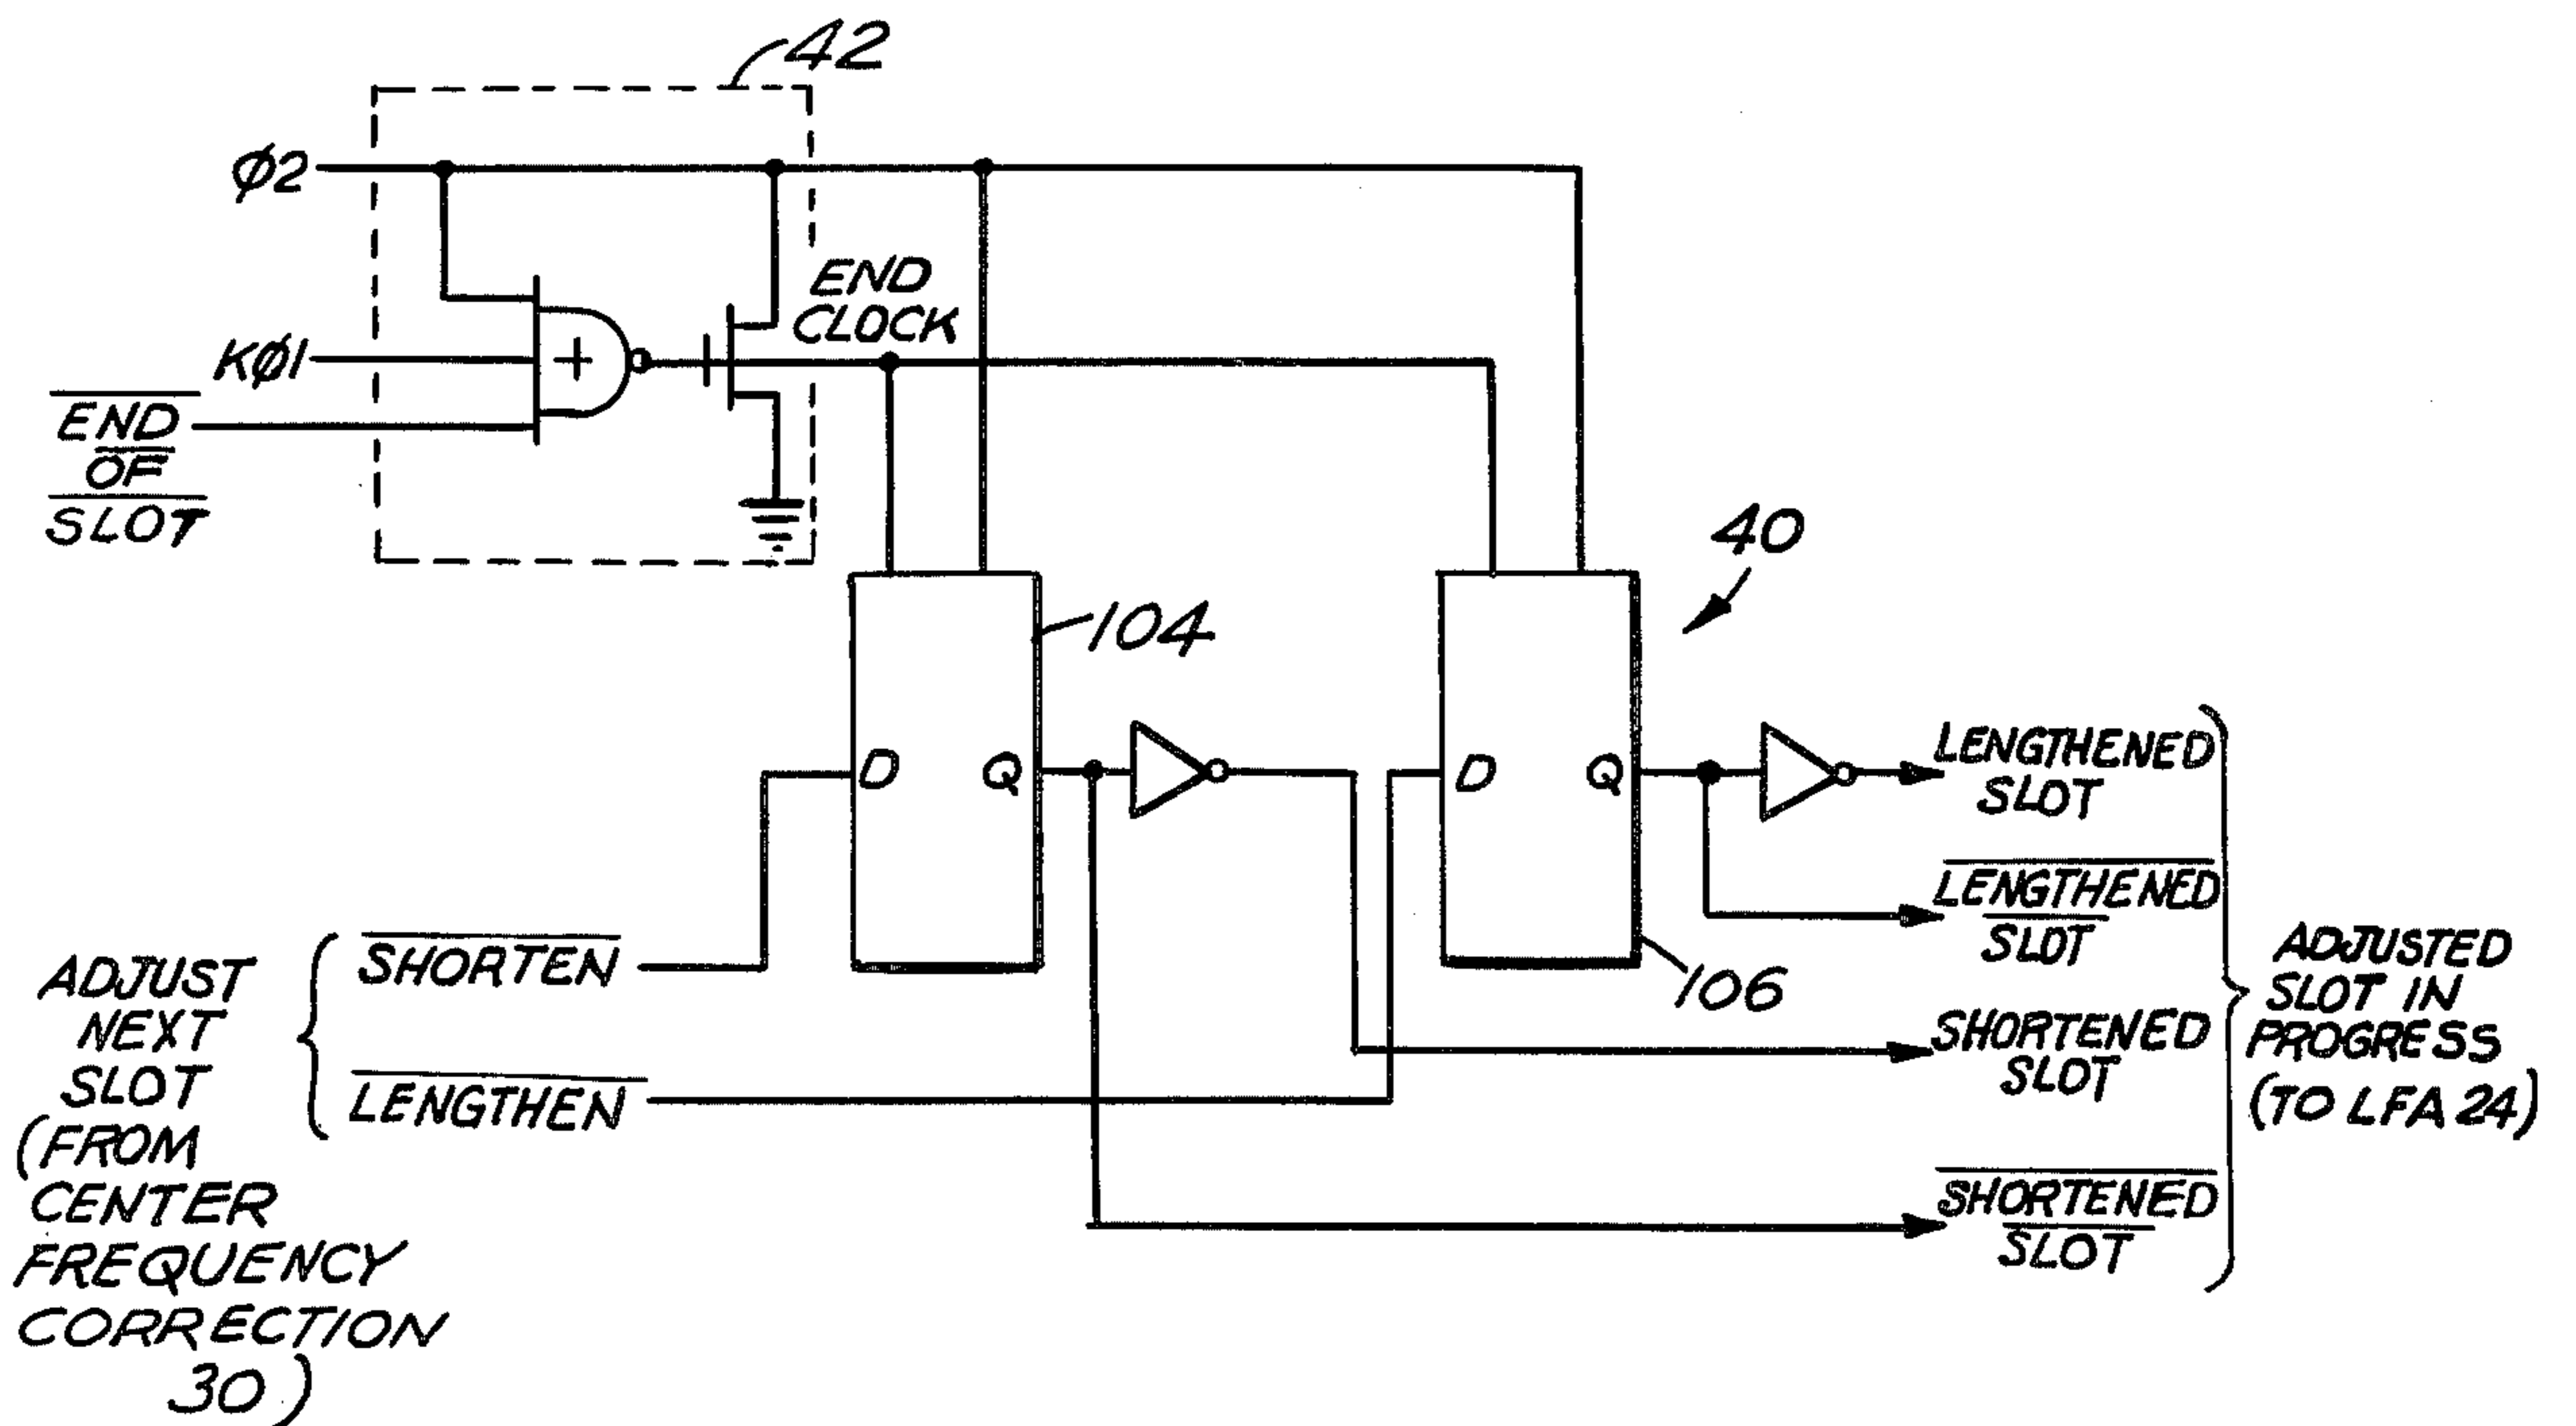 42
φ2
END
CLOCK
Kφ1
+
END
OF
SLOT
40
104
D Q
D Q
106
LENGTHENED
SLOT
LENGTHENED
SLOT
SHORTENED
SLOT
SHORTENED
SLOT
ADJUSTED
SLOT IN
PROGRESS
(TO LFA 24)
SHORTEN
LENGTHEN
ADJUST
NEXT
SLOT
(FROM
CENTER
FREQUENCY
CORRECTION
30)